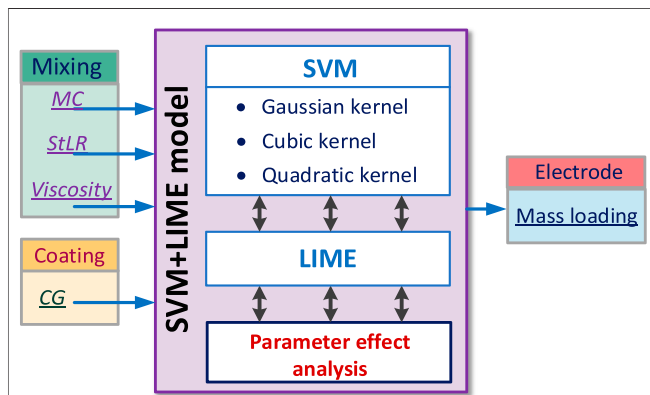 Mixing
MC
StLR
Viscosity
Coating
CG
SVM+LIME model
SVM
• Gaussian kernel
• Cubic kernel
• Quadratic kernel
LIME
Parameter effect
analysis
Electrode
Mass loading